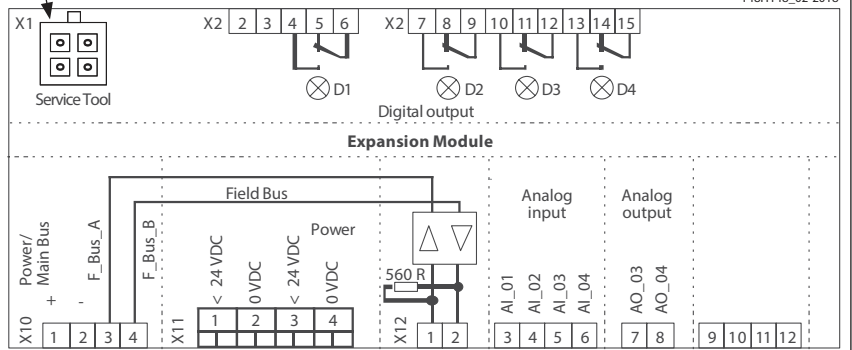 X1
X2 2 3 4 5 6
X2 7 8 9 10 11 12 13 14 15
Service Tool
D1
D2
D3
D4
Digital output
Expansion Module
Field Bus
Power/
Main Bus
+
-
F_Bus_A
F_Bus_B
Power
< 24 VDC
0 VDC
< 24 VDC
0 VDC
560 R
Analog
input
AI_01
AI_02
AI_03
AI_04
Analog
output
AO_03
AO_04
X10 1 2 3 4
X11 1 2 3 4
X12 1 2
3 4 5 6
7 8
9 10 11 12